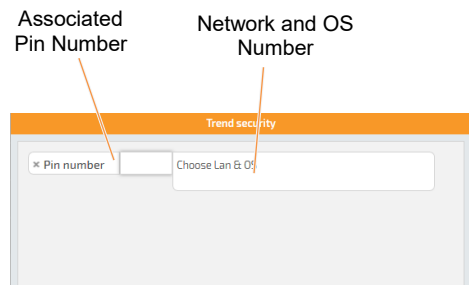 Associated
Pin Number
Network and OS
Number
Trend security
× Pin number
Choose Lan & OS